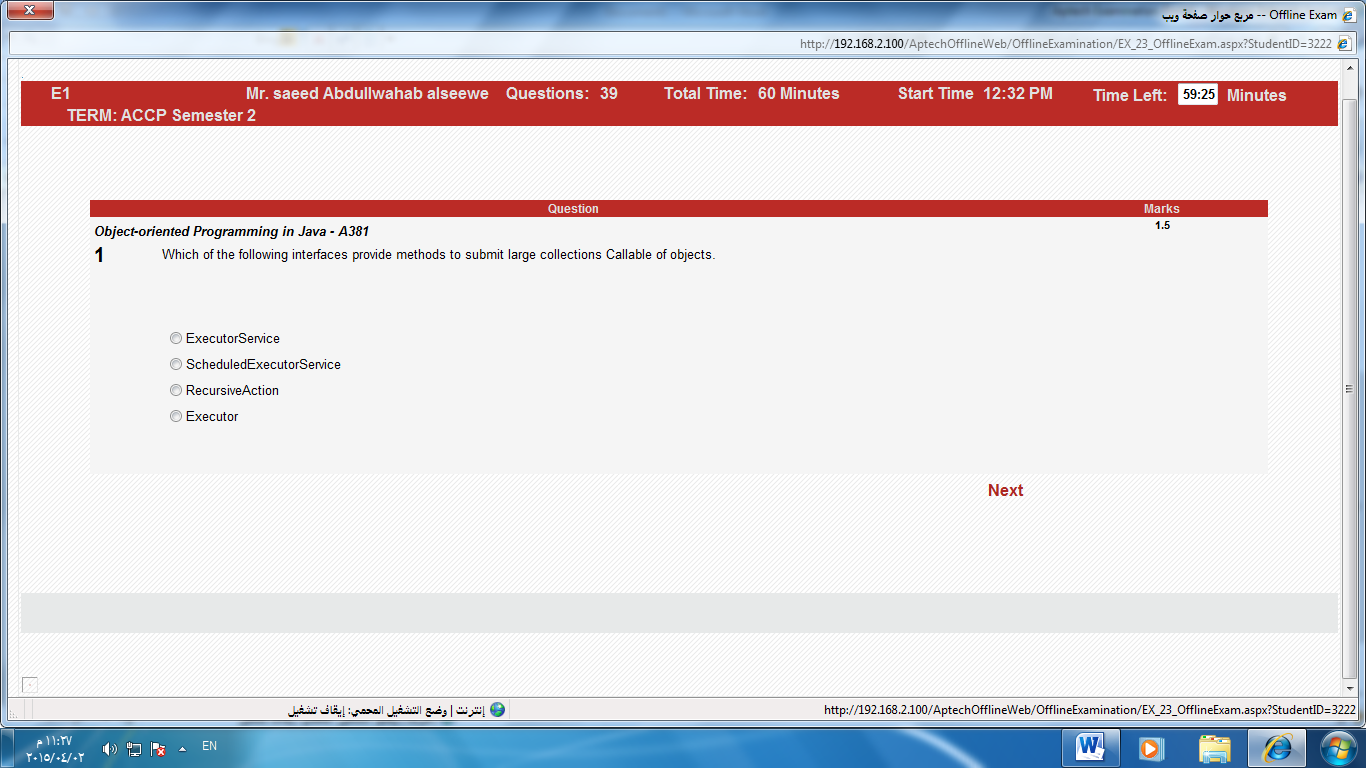 Offline Exam -- مربع حوار صفحة ويب
http://192.168.2.100/AptechOfflineWeb/OfflineExamination/EX_23_OfflineExam.aspx?StudentID=3222
E1 Mr. saeed Abdullwahab alseewe Questions: 39 Total Time: 60 Minutes Start Time 12:32 PM Time Left: 59:25 Minutes
TERM: ACCP Semester 2
Question Marks
Object-oriented Programming in Java - A381 1.5
1 Which of the following interfaces provide methods to submit large collections Callable of objects.
ExecutorService
ScheduledExecutorService
RecursiveAction
Executor
Next
إنترنت | وضع التشغيل المحمي: إيقاف تشغيل
http://192.168.2.100/AptechOfflineWeb/OfflineExamination/EX_23_OfflineExam.aspx?StudentID=3222
EN
١١:٢٧ م
٢٠١٥/٠٤/٠٢